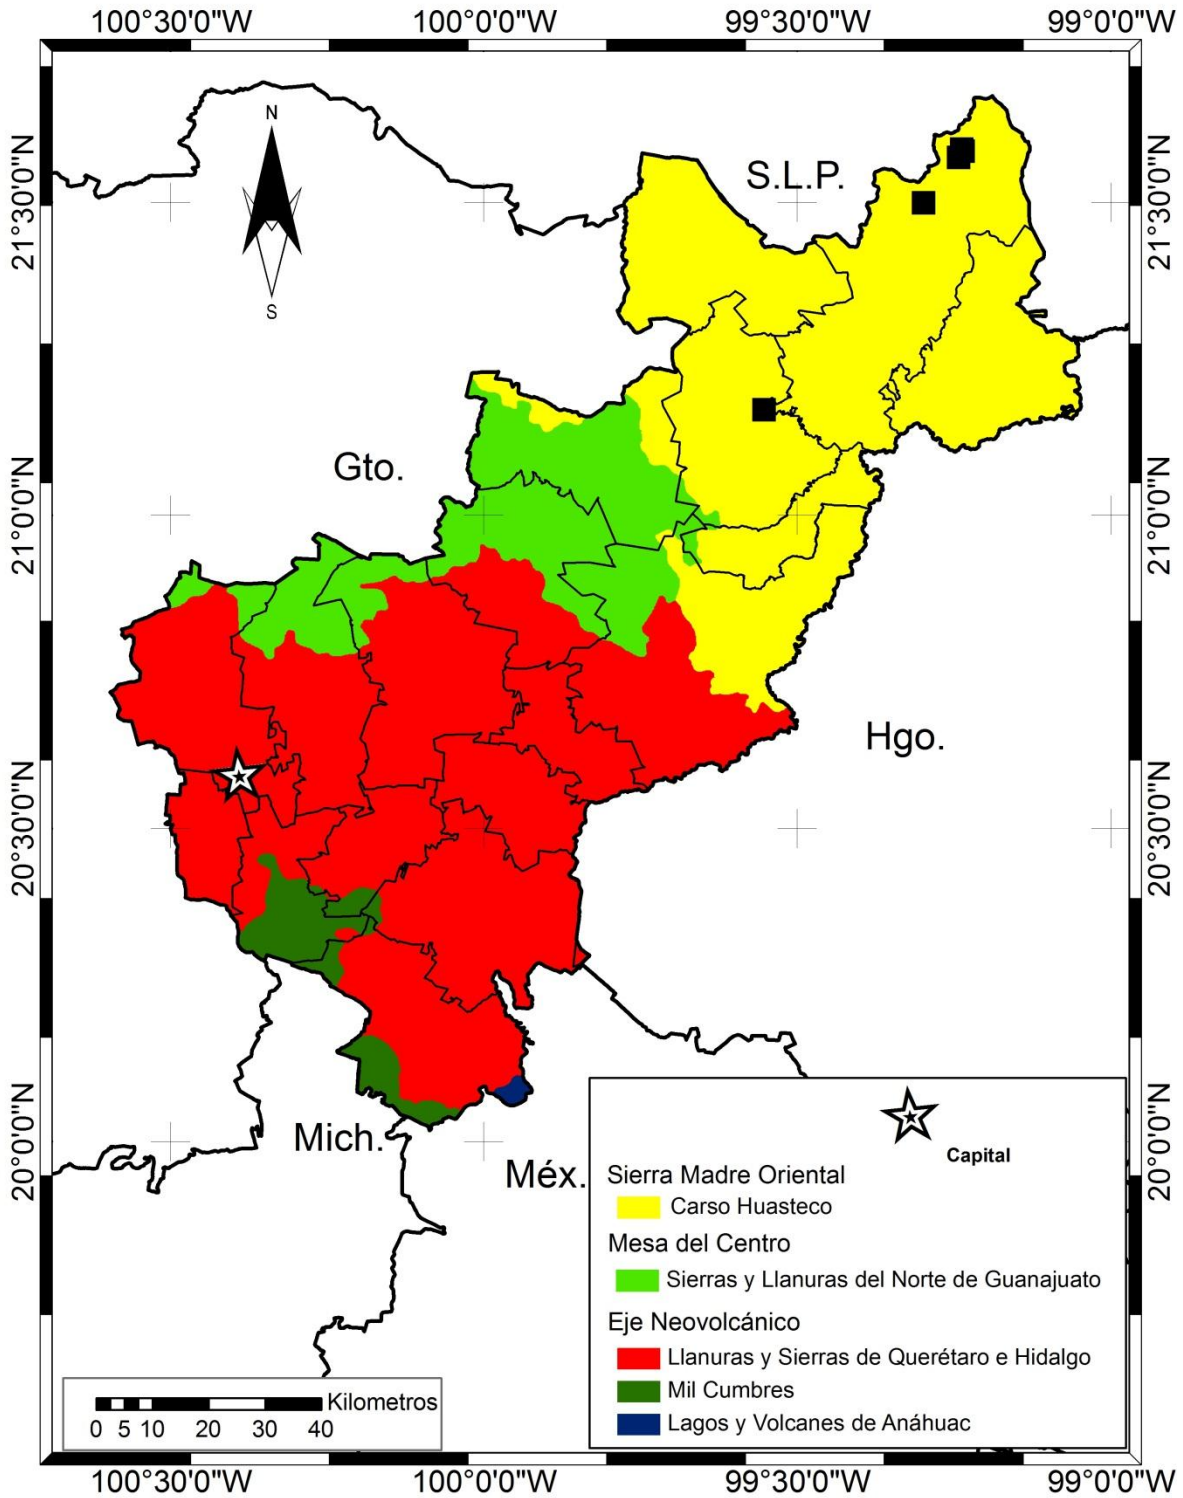 100°30'0"W 100°0'0"W 99°30'0"W 99°0'0"W
N
S
S.L.P.
21°30'0"N 21°30'0"N
Gto.
21°0'0"N 21°0'0"N
Hgo.
20°30'0"N 20°30'0"N
Mich.
Méx.
20°0'0"N 20°0'0"N
Capital
Sierra Madre Oriental
Carso Huasteco
Mesa del Centro
Sierras y Llanuras del Norte de Guanajuato
Eje Neovolcánico
Llanuras y Sierras de Querétaro e Hidalgo
Mil Cumbres
Lagos y Volcanes de Anáhuac
Kilometros
0 5 10 20 30 40
100°30'0"W 100°0'0"W 99°30'0"W 99°0'0"W